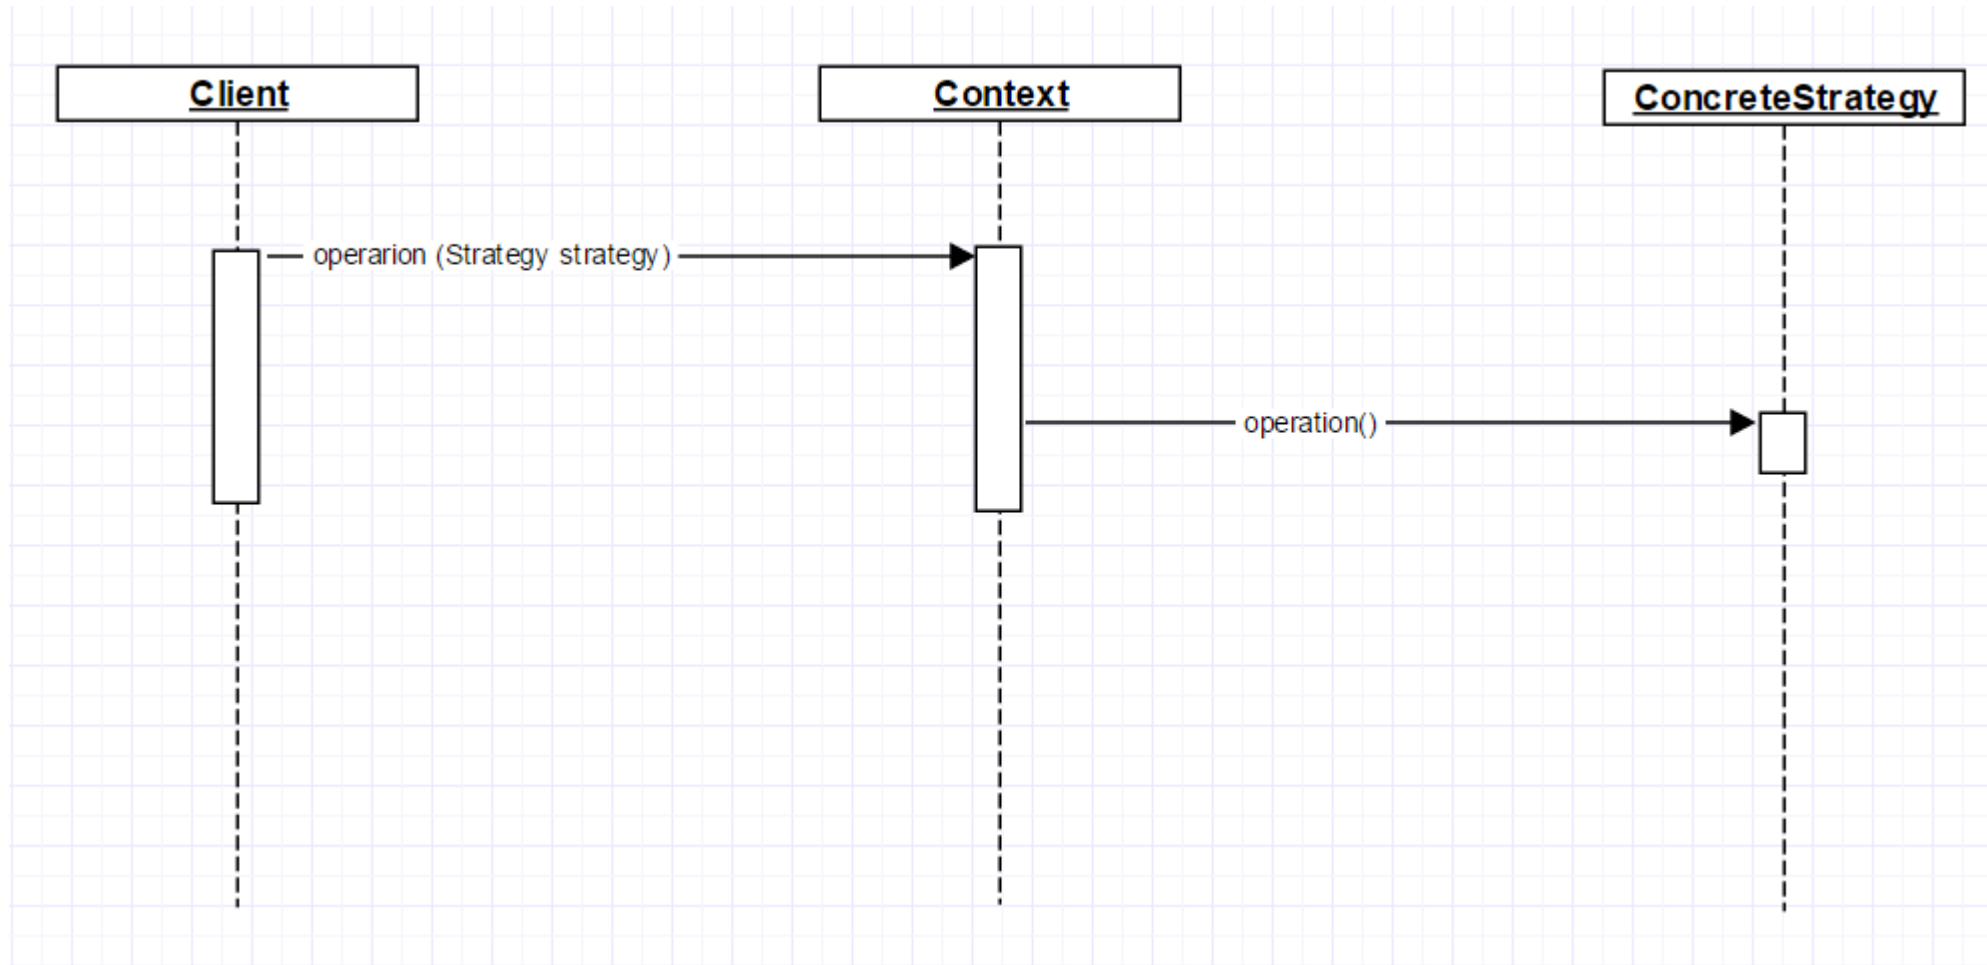 Client
Context
ConcreteStrategy
operarion (Strategy strategy)
operation()